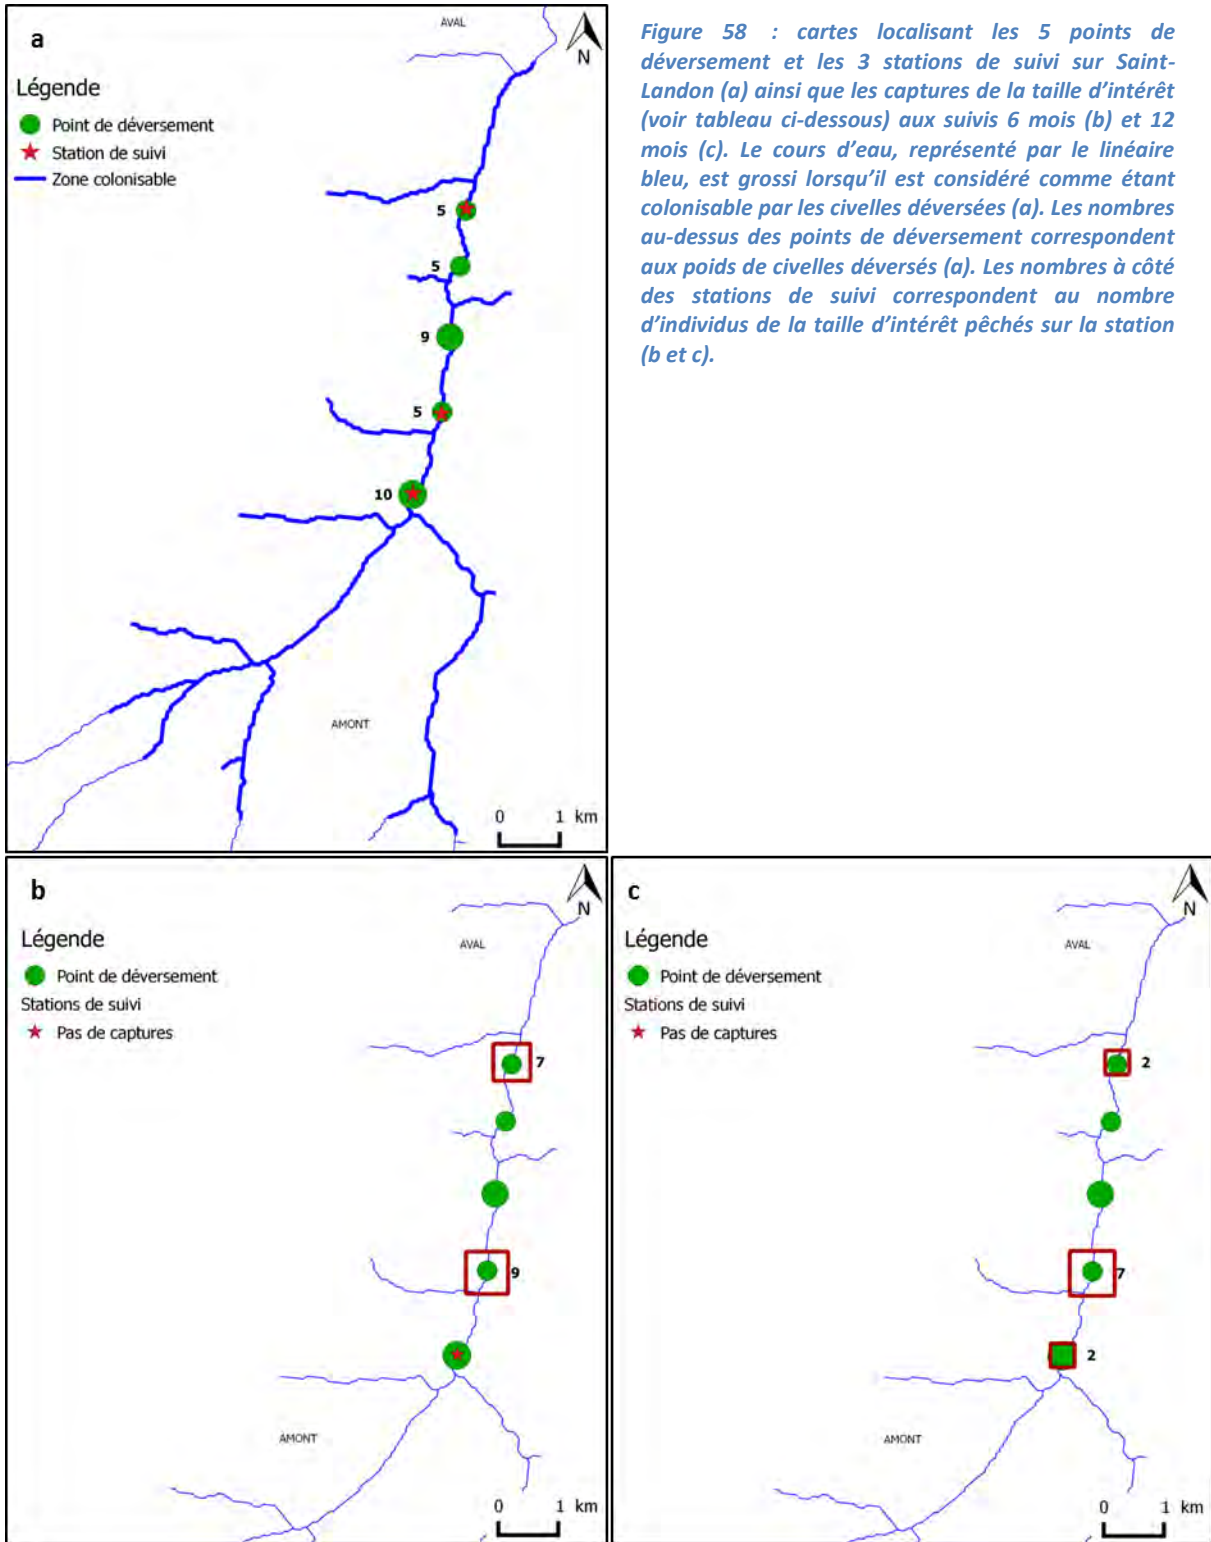 a
AVAL
N
Légende
Point de déversement
Station de suivi
Zone colonisable
5
5
9
5
10
AMONT
0 1 km
Figure 58 : cartes localisant les 5 points de
déversement et les 3 stations de suivi sur Saint-
Landon (a) ainsi que les captures de la taille d'intérêt
(voir tableau ci-dessous) aux suivis 6 mois (b) et 12
mois (c). Le cours d'eau, représenté par le linéaire
bleu, est grossi lorsqu'il est considéré comme étant
colonisable par les civelles déversées (a). Les nombres
au-dessus des points de déversement correspondent
aux poids de civelles déversés (a). Les nombres à côté
des stations de suivi correspondent au nombre
d'individus de la taille d'intérêt pêchés sur la station
(b et c).
b
N
Légende
AVAL
Point de déversement
Stations de suivi
Pas de captures
7
9
AMONT
0 1 km
c
N
Légende
AVAL
Point de déversement
Stations de suivi
Pas de captures
2
7
2
AMONT
0 1 km